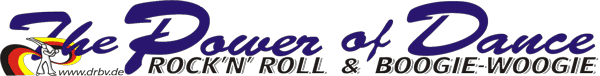 The Power of Dance
www.drbv.de ROCK'N' ROLL & BOOGIE-WOOGIE